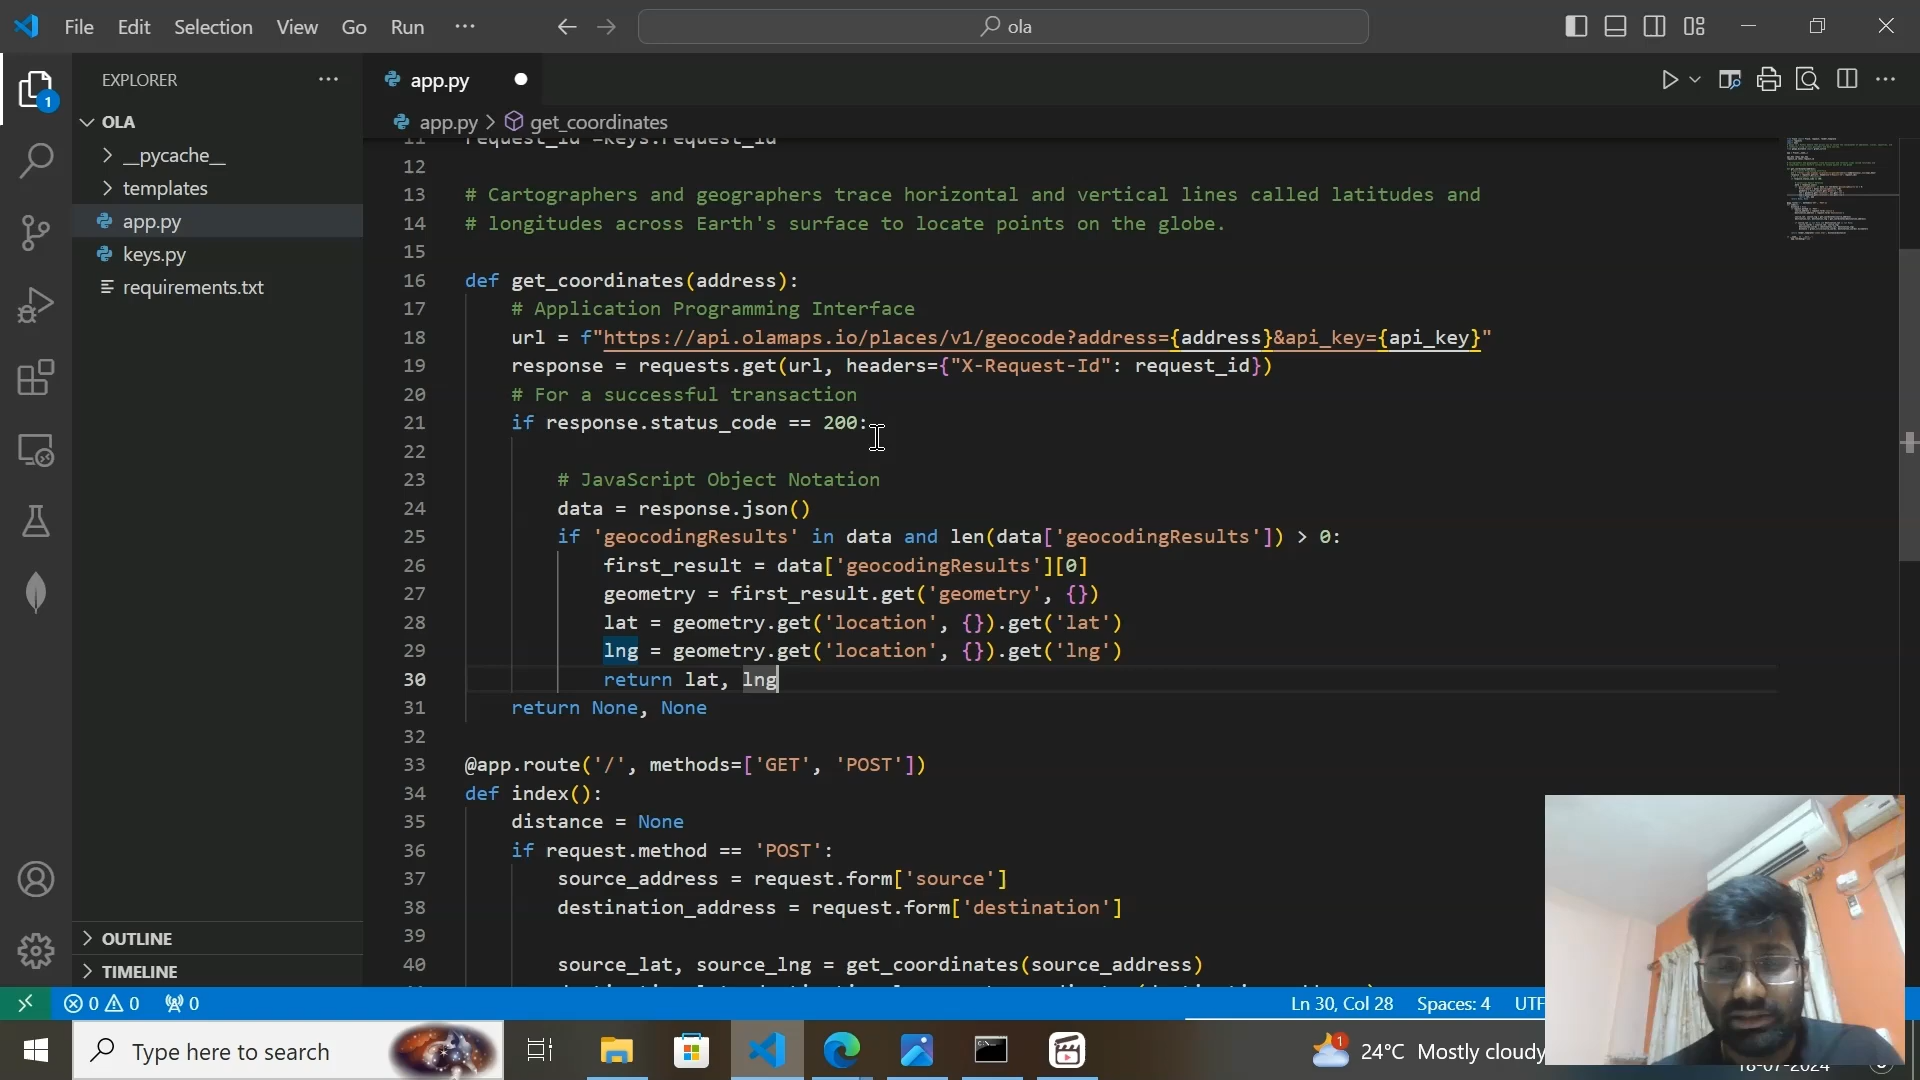 File Edit Selection View Go Run ···
ola
EXPLORER
OLA
__pycache__
templates
app.py
keys.py
requirements.txt
OUTLINE
TIMELINE
1
app.py
app.py > get_coordinates
11 request_id =keys.request_id
12
13 # Cartographers and geographers trace horizontal and vertical lines called latitudes and
14 # longitudes across Earth's surface to locate points on the globe.
15
16 def get_coordinates(address):
17 # Application Programming Interface
18 url = f"https://api.olamaps.io/places/v1/geocode?address={address}&api_key={api_key}"
19 response = requests.get(url, headers={"X-Request-Id": request_id})
20 # For a successful transaction
21 if response.status_code == 200:
22
23 # JavaScript Object Notation
24 data = response.json()
25 if 'geocodingResults' in data and len(data['geocodingResults']) > 0:
26 first_result = data['geocodingResults'][0]
27 geometry = first_result.get('geometry', {})
28 lat = geometry.get('location', {}).get('lat')
29 lng = geometry.get('location', {}).get('lng')
30 return lat, lng
31 return None, None
32
33 @app.route('/', methods=['GET', 'POST'])
34 def index():
35 distance = None
36 if request.method == 'POST':
37 source_address = request.form['source']
38 destination_address = request.form['destination']
39
40 source_lat, source_lng = get_coordinates(source_address)
0 0 0
Ln 30, Col 28 Spaces: 4 UTF
Type here to search
1
24°C Mostly cloudy
18-07-2024